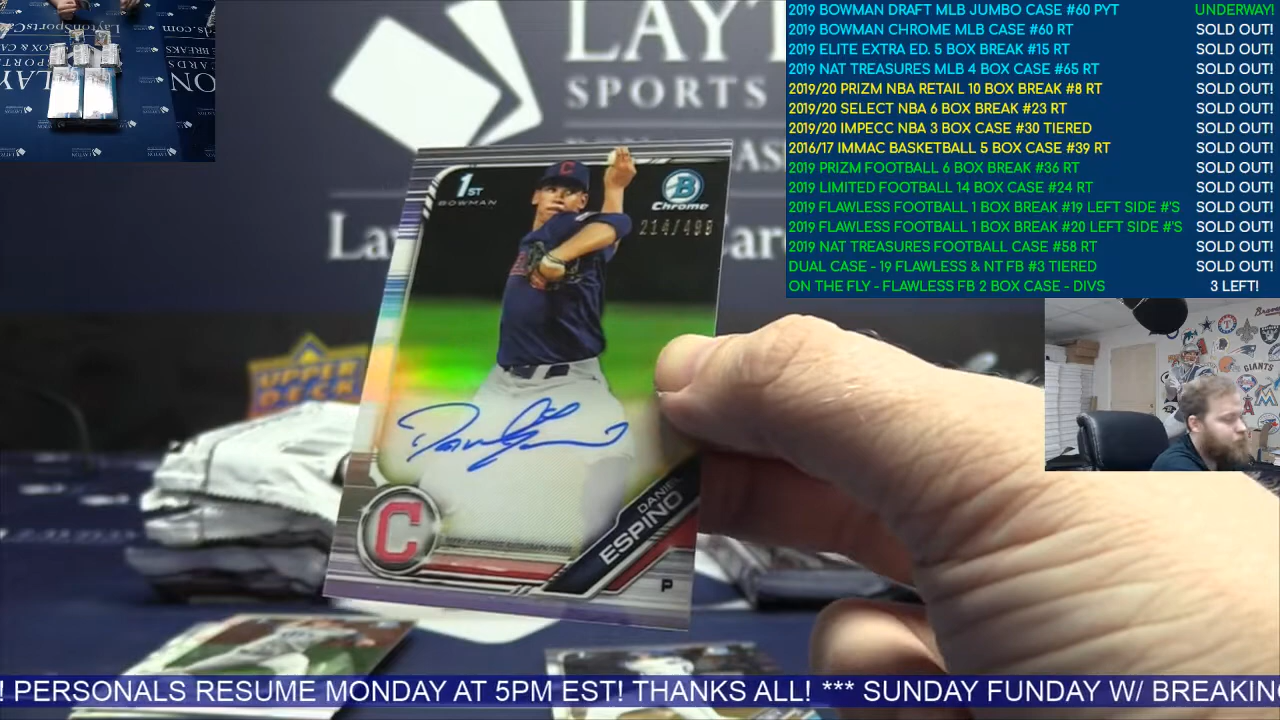 2019 BOWMAN DRAFT MLB JUMBO CASE #60 PYT UNDERWAY!
2019 BOWMAN CHROME MLB CASE #60 RT SOLD OUT!
2019 ELITE EXTRA ED. 5 BOX BREAK #15 RT SOLD OUT!
2019 NAT TREASURES MLB 4 BOX CASE #65 RT SOLD OUT!
2019/20 PRIZM NBA RETAIL 10 BOX BREAK #8 RT SOLD OUT!
2019/20 SELECT NBA 6 BOX BREAK #23 RT SOLD OUT!
2019/20 IMPECC NBA 3 BOX CASE #30 TIERED SOLD OUT!
2016/17 IMMAC BASKETBALL 5 BOX CASE #39 RT SOLD OUT!
2019 PRIZM FOOTBALL 6 BOX BREAK #36 RT SOLD OUT!
2019 LIMITED FOOTBALL 14 BOX CASE #24 RT SOLD OUT!
2019 FLAWLESS FOOTBALL 1 BOX BREAK #19 LEFT SIDE #'S SOLD OUT!
2019 FLAWLESS FOOTBALL 1 BOX BREAK #20 LEFT SIDE #'S SOLD OUT!
2019 NAT TREASURES FOOTBALL CASE #58 RT SOLD OUT!
DUAL CASE - 19 FLAWLESS & NT FB #3 TIERED SOLD OUT!
ON THE FLY - FLAWLESS FB 2 BOX CASE - DIVS 3 LEFT!
LAYT
SPORTS
1ST
BOWMAN
B
Chrome
214/499
UPPER
DECK
C
DANIEL
ESPINO
P
GIANTS
! PERSONALS RESUME MONDAY AT 5PM EST! THANKS ALL! *** SUNDAY FUNDAY W/ BREAKIN